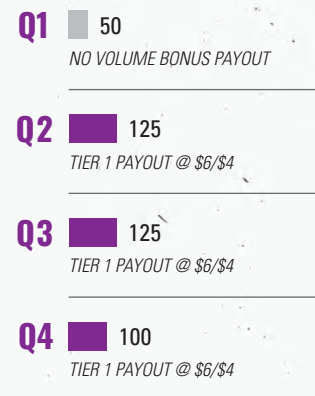 Q1 50
NO VOLUME BONUS PAYOUT
Q2 125
TIER 1 PAYOUT @ $6/$4
Q3 125
TIER 1 PAYOUT @ $6/$4
Q4 100
TIER 1 PAYOUT @ $6/$4